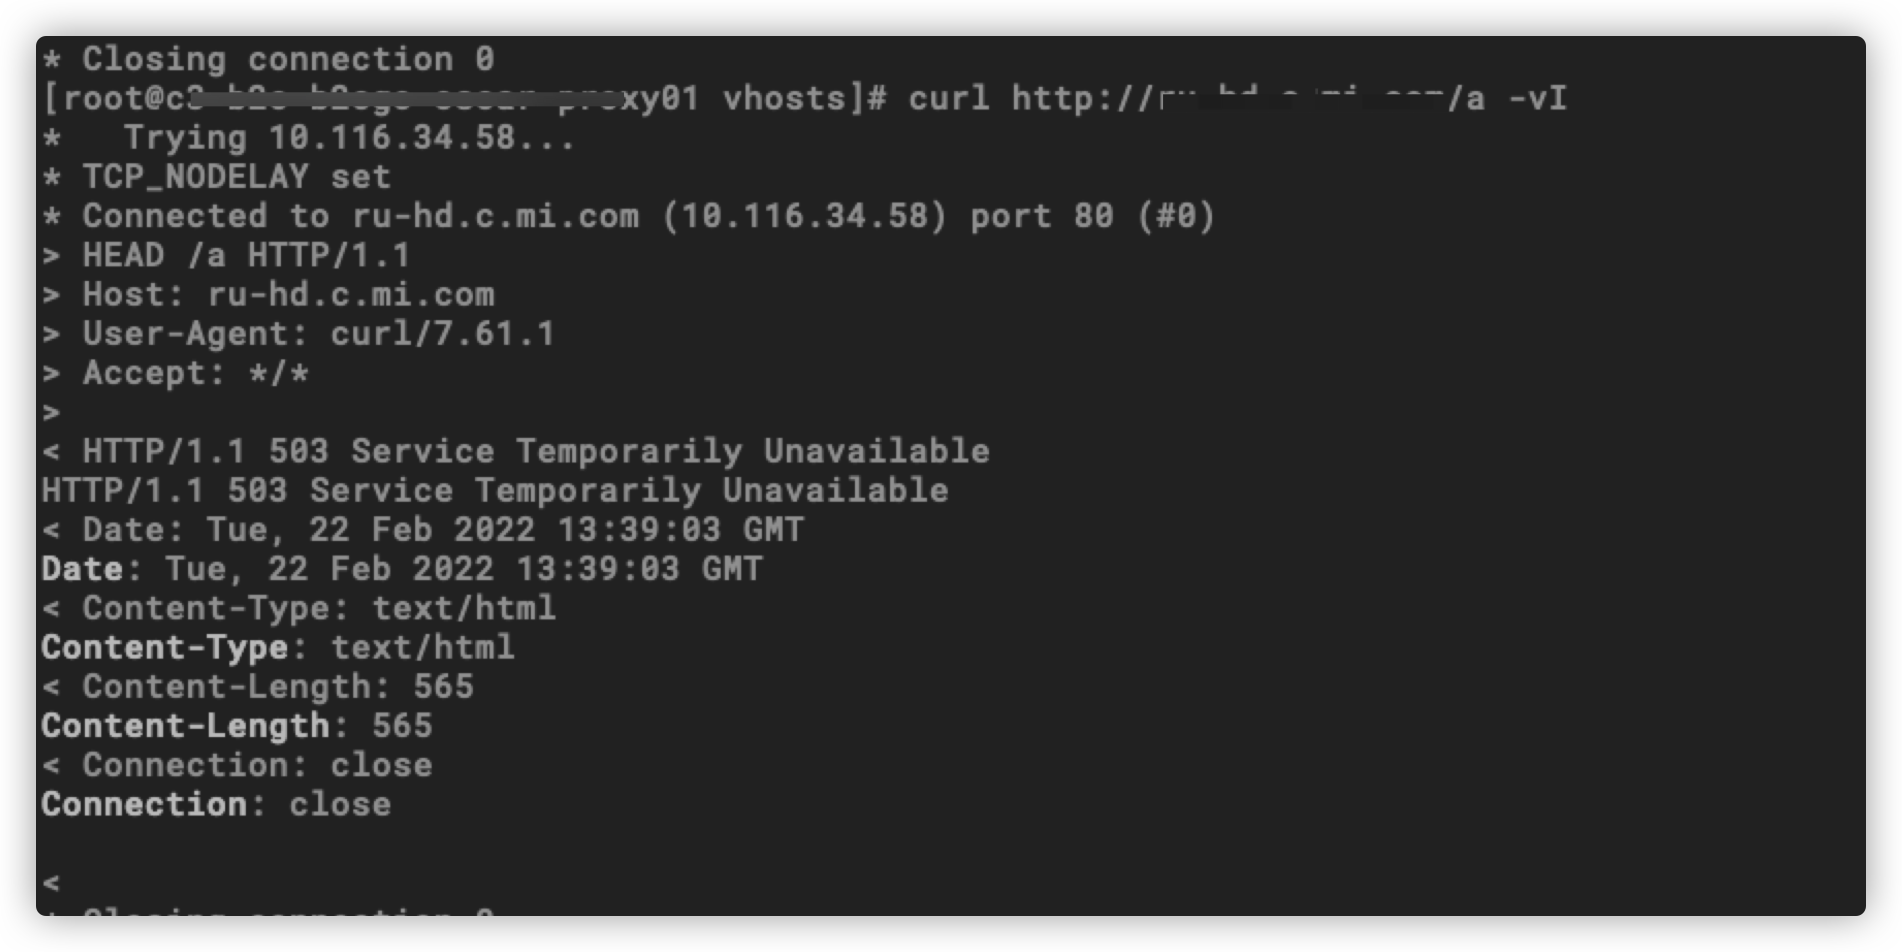 * Closing connection 0
[root@c3 xy01 vhosts]# curl http:// /a -vI
*   Trying 10.116.34.58...
* TCP_NODELAY set
* Connected to ru-hd.c.mi.com (10.116.34.58) port 80 (#0)
> HEAD /a HTTP/1.1
> Host: ru-hd.c.mi.com
> User-Agent: curl/7.61.1
> Accept: */*
>
< HTTP/1.1 503 Service Temporarily Unavailable
HTTP/1.1 503 Service Temporarily Unavailable
< Date: Tue, 22 Feb 2022 13:39:03 GMT
Date: Tue, 22 Feb 2022 13:39:03 GMT
< Content-Type: text/html
Content-Type: text/html
< Content-Length: 565
Content-Length: 565
< Connection: close
Connection: close
<
* Closing connection 0